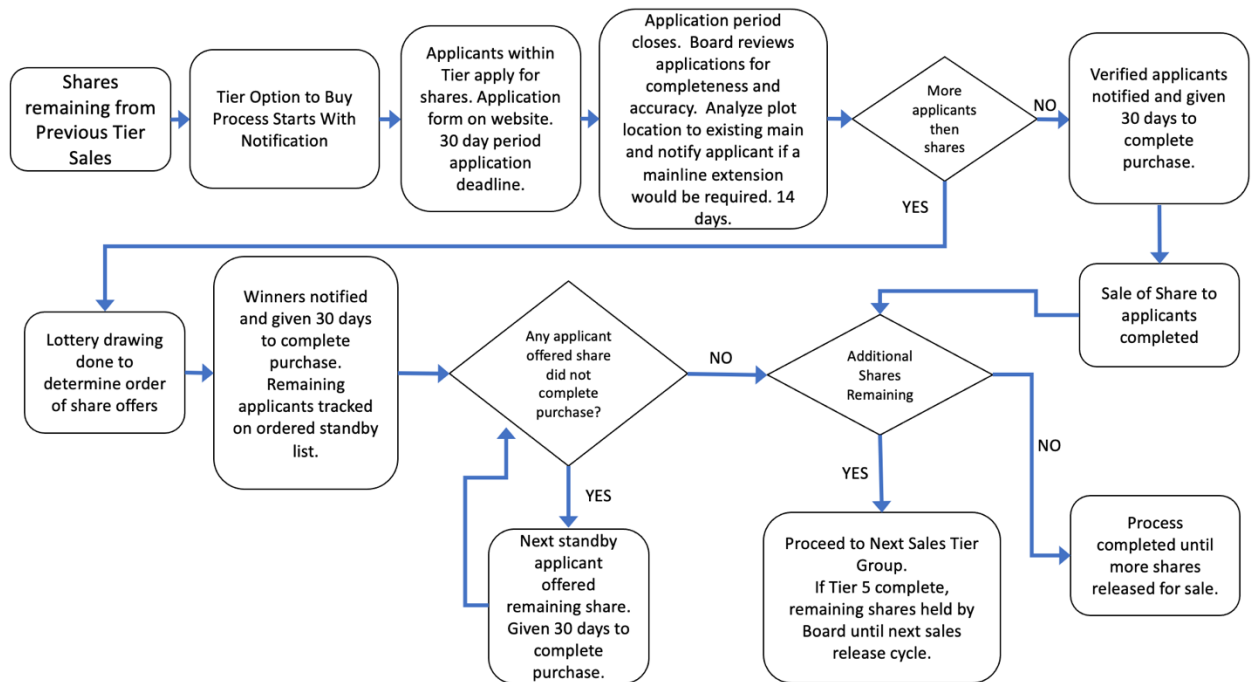 Shares
remaining from
Previous Tier
Sales
Tier Option to Buy
Process Starts With
Notification
Applicants within
Tier apply for
shares. Application
form on website.
30 day period
application
deadline.
Application period
closes.  Board reviews
applications for
completeness and
accuracy.  Analyze plot
location to existing main
and notify applicant if a
mainline extension
would be required. 14
days.
More
applicants
then
shares
NO
Verified applicants
notified and given
30 days to
complete
purchase.
YES
Sale of Share to
applicants
completed
Lottery drawing
done to
determine order
of share offers
Winners notified
and given 30 days
to complete
purchase.
Remaining
applicants tracked
on ordered standby
list.
Any applicant
offered share
did not
complete
purchase?
NO
Additional
Shares
Remaining
NO
YES
YES
Next standby
applicant
offered
remaining share.
Given 30 days to
complete
purchase.
Proceed to Next Sales Tier
Group.
If Tier 5 complete,
remaining shares held by
Board until next sales
release cycle.
Process
completed until
more shares
released for sale.